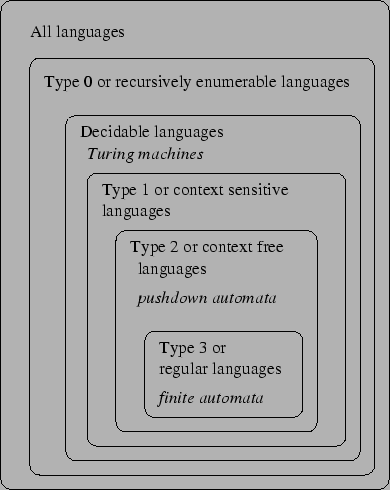 All languages
Type 0 or recursively enumerable languages
Decidable languages
Turing machines
Type 1 or context sensitive
languages
Type 2 or context free
languages
pushdown automata
Type 3 or
regular languages
finite automata